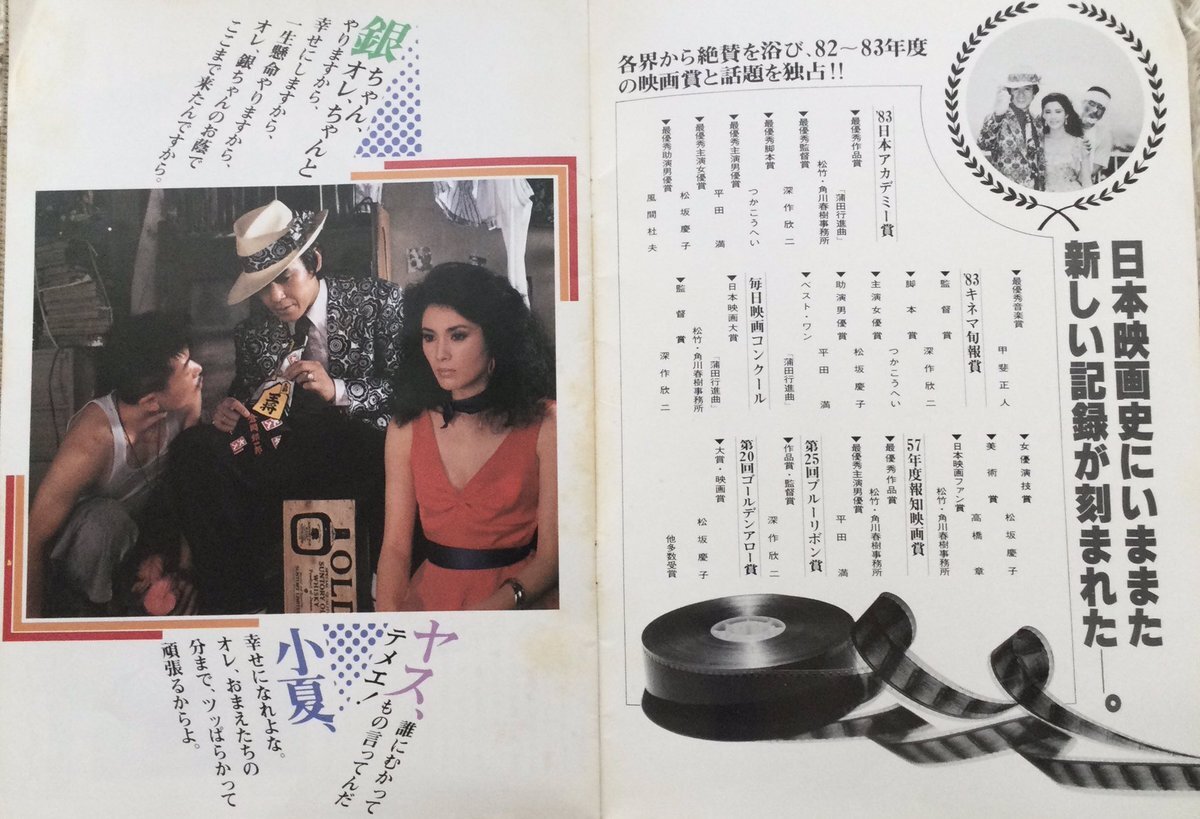 日本映画史にいままた
新しい記録が刻まれた――。
各界から絶賛を浴び、82〜83年度
の映画賞と話題を独占!!
'83日本アカデミー賞
▼最優秀作品賞
「蒲田行進曲」
松竹・角川春樹事務所
▼最優秀監督賞
深作欣二
▼最優秀脚本賞
つかこうへい
▼最優秀主演男優賞
平田 満
▼最優秀主演女優賞
松坂慶子
▼最優秀助演男優賞
風間杜夫
▼最優秀音楽賞
甲斐正人
'83キネマ旬報賞
▼監督賞
深作欣二
▼脚本賞
つかこうへい
▼主演女優賞
松坂慶子
▼助演男優賞
平田 満
▼ベスト・ワン
「蒲田行進曲」
毎日映画コンクール
▼日本映画大賞
「蒲田行進曲」
松竹・角川春樹事務所
▼監督賞
深作欣二
▼女優演技賞
松坂慶子
▼美術賞
高橋 章
▼日本映画ファン賞
松竹・角川春樹事務所
57年度報知映画賞
▼最優秀作品賞
松竹・角川春樹事務所
▼最優秀主演男優賞
平田 満
第25回ブルーリボン賞
▼作品賞・監督賞
深作欣二
第20回ゴールデンアロー賞
▼大賞・映画賞
松坂慶子
他多数受賞
銀ちゃん、
オレ、ちゃんと
やりますから、
幸せにしますから、
一生懸命やりますから、
オレ、銀ちゃんのお蔭で
ここまで来たんですから。
王将
OLD
SUNTORY OLD
WHISKY
ヤス、誰にむかって
テメエ!もの言ってんだ
小夏、
幸せになれよな。
オレ、おまえたちの
分まで、ツッぱらかって
頑張るからよ。